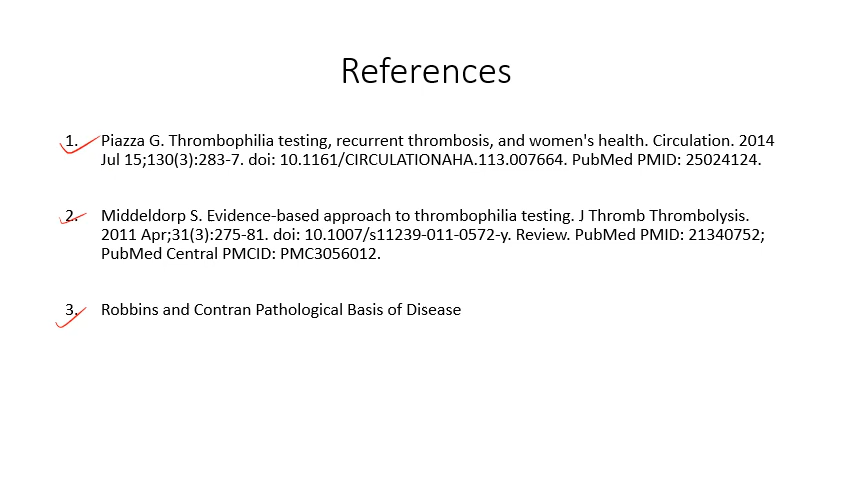 References
1. Piazza G. Thrombophilia testing, recurrent thrombosis, and women's health. Circulation. 2014
Jul 15;130(3):283-7. doi: 10.1161/CIRCULATIONAHA.113.007664. PubMed PMID: 25024124.
2. Middeldorp S. Evidence-based approach to thrombophilia testing. J Thromb Thrombolysis.
2011 Apr;31(3):275-81. doi: 10.1007/s11239-011-0572-y. Review. PubMed PMID: 21340752;
PubMed Central PMCID: PMC3056012.
3. Robbins and Contran Pathological Basis of Disease